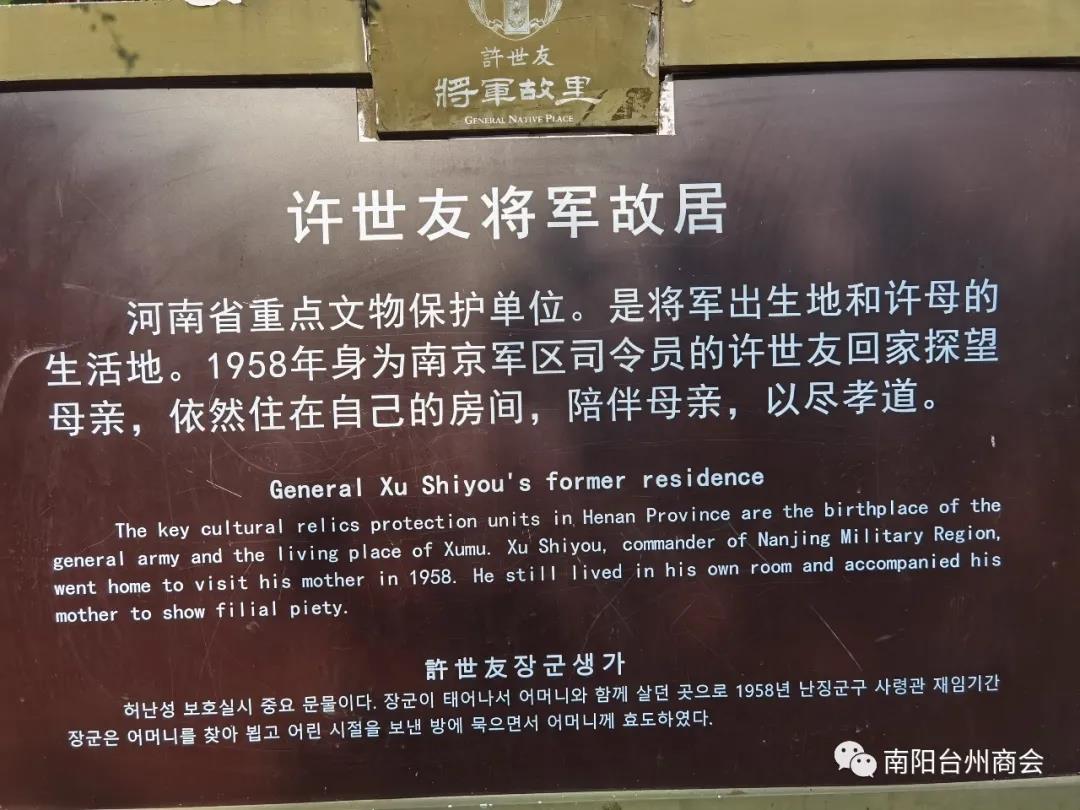 許世友
將軍故里
GENERAL NATIVE PLACE
许世友将军故居
河南省重点文物保护单位。是将军出生地和许母的
生活地。1958年身为南京军区司令员的许世友回家探望
母亲，依然住在自己的房间，陪伴母亲，以尽孝道。
General Xu Shiyou's former residence
The key cultural relics protection units in Henan Province are the birthplace of the
general army and the living place of Xumu. Xu Shiyou, commander of Nanjing Military Region,
went home to visit his mother in 1958. He still lived in his own room and accompanied his
mother to show filial piety.
許世友장군생가
허난성 보호실시 중요 문물이다. 장군이 태어나서 어머니와 함께 살던 곳으로 1958년 난징군구 사령관 재임기간
장군은 어머니를 찾아 뵙고 어린 시절을 보낸 방에 묵으면서 어머니께 효도하였다.
南阳台州商会